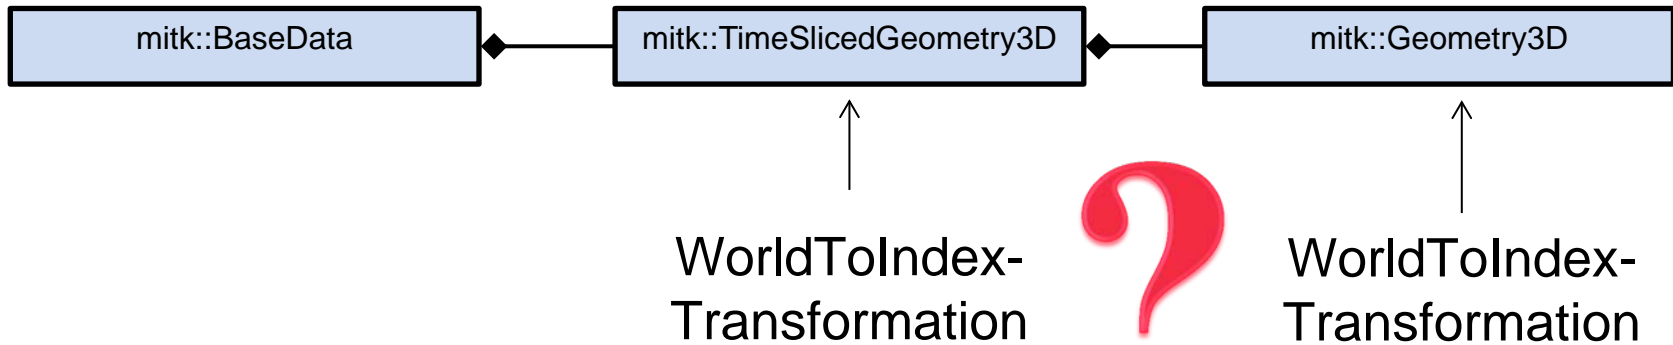 mitk::BaseData
mitk::TimeSlicedGeometry3D
mitk::Geometry3D
WorldToIndex-
Transformation
?
WorldToIndex-
Transformation